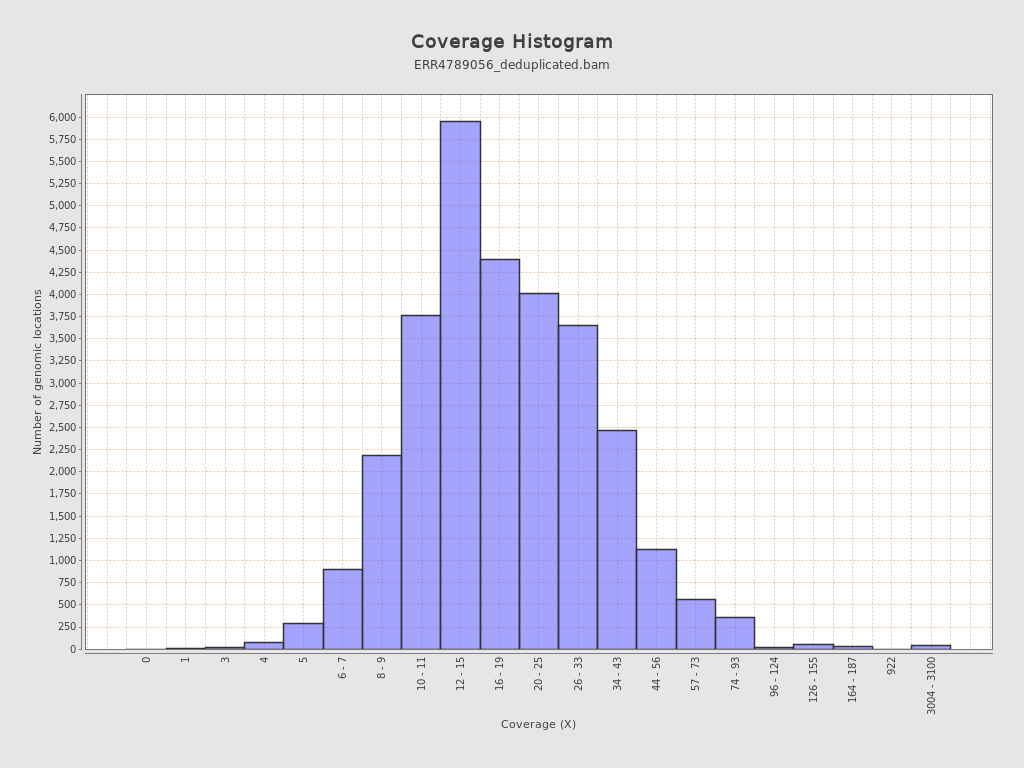 Coverage Histogram
ERR4789056_deduplicated.bam
Number of genomic locations
6,000
5,750
5,500
5,250
5,000
4,750
4,500
4,250
4,000
3,750
3,500
3,250
3,000
2,750
2,500
2,250
2,000
1,750
1,500
1,250
1,000
750
500
250
0
0
1
3
4
5
6 - 7
8 - 9
10 - 11
12 - 15
16 - 19
20 - 25
26 - 33
34 - 43
44 - 56
57 - 73
74 - 93
96 - 124
126 - 155
164 - 187
922
3004 - 3100
Coverage (X)